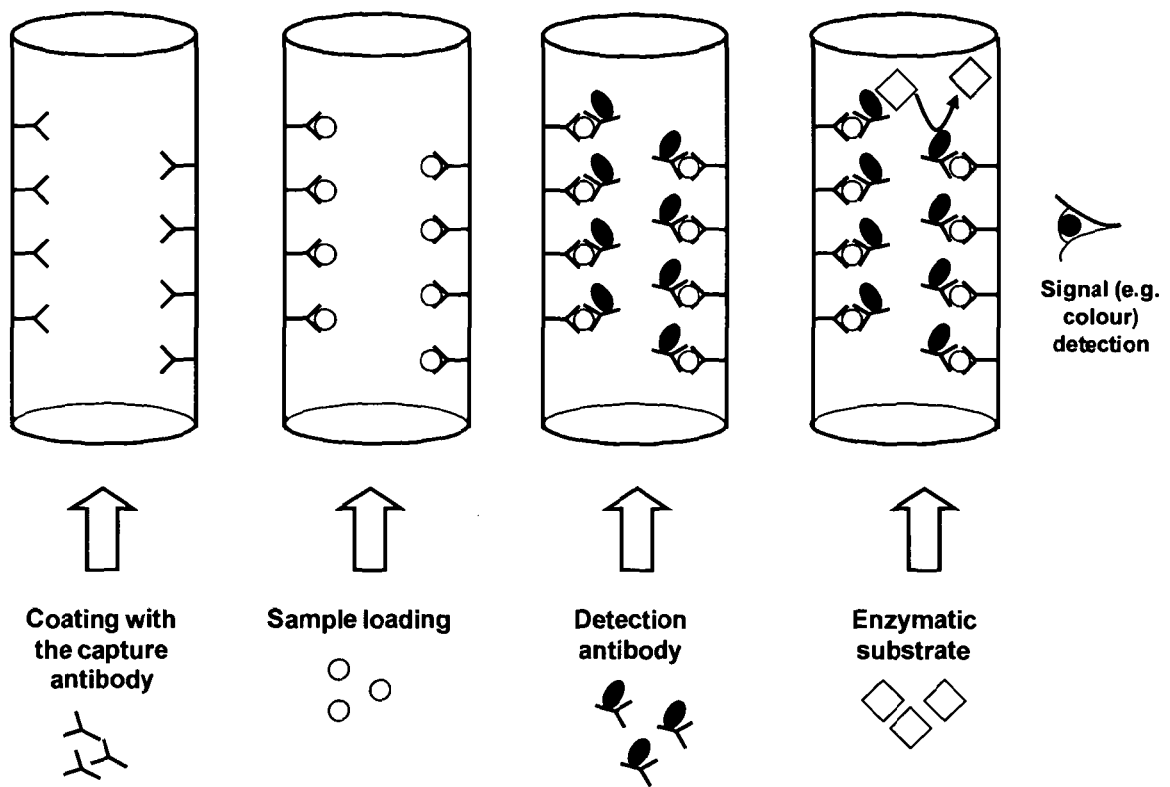 Signal (e.g.
colour)
detection
Coating with
the capture
antibody
Sample loading
Detection
antibody
Enzymatic
substrate